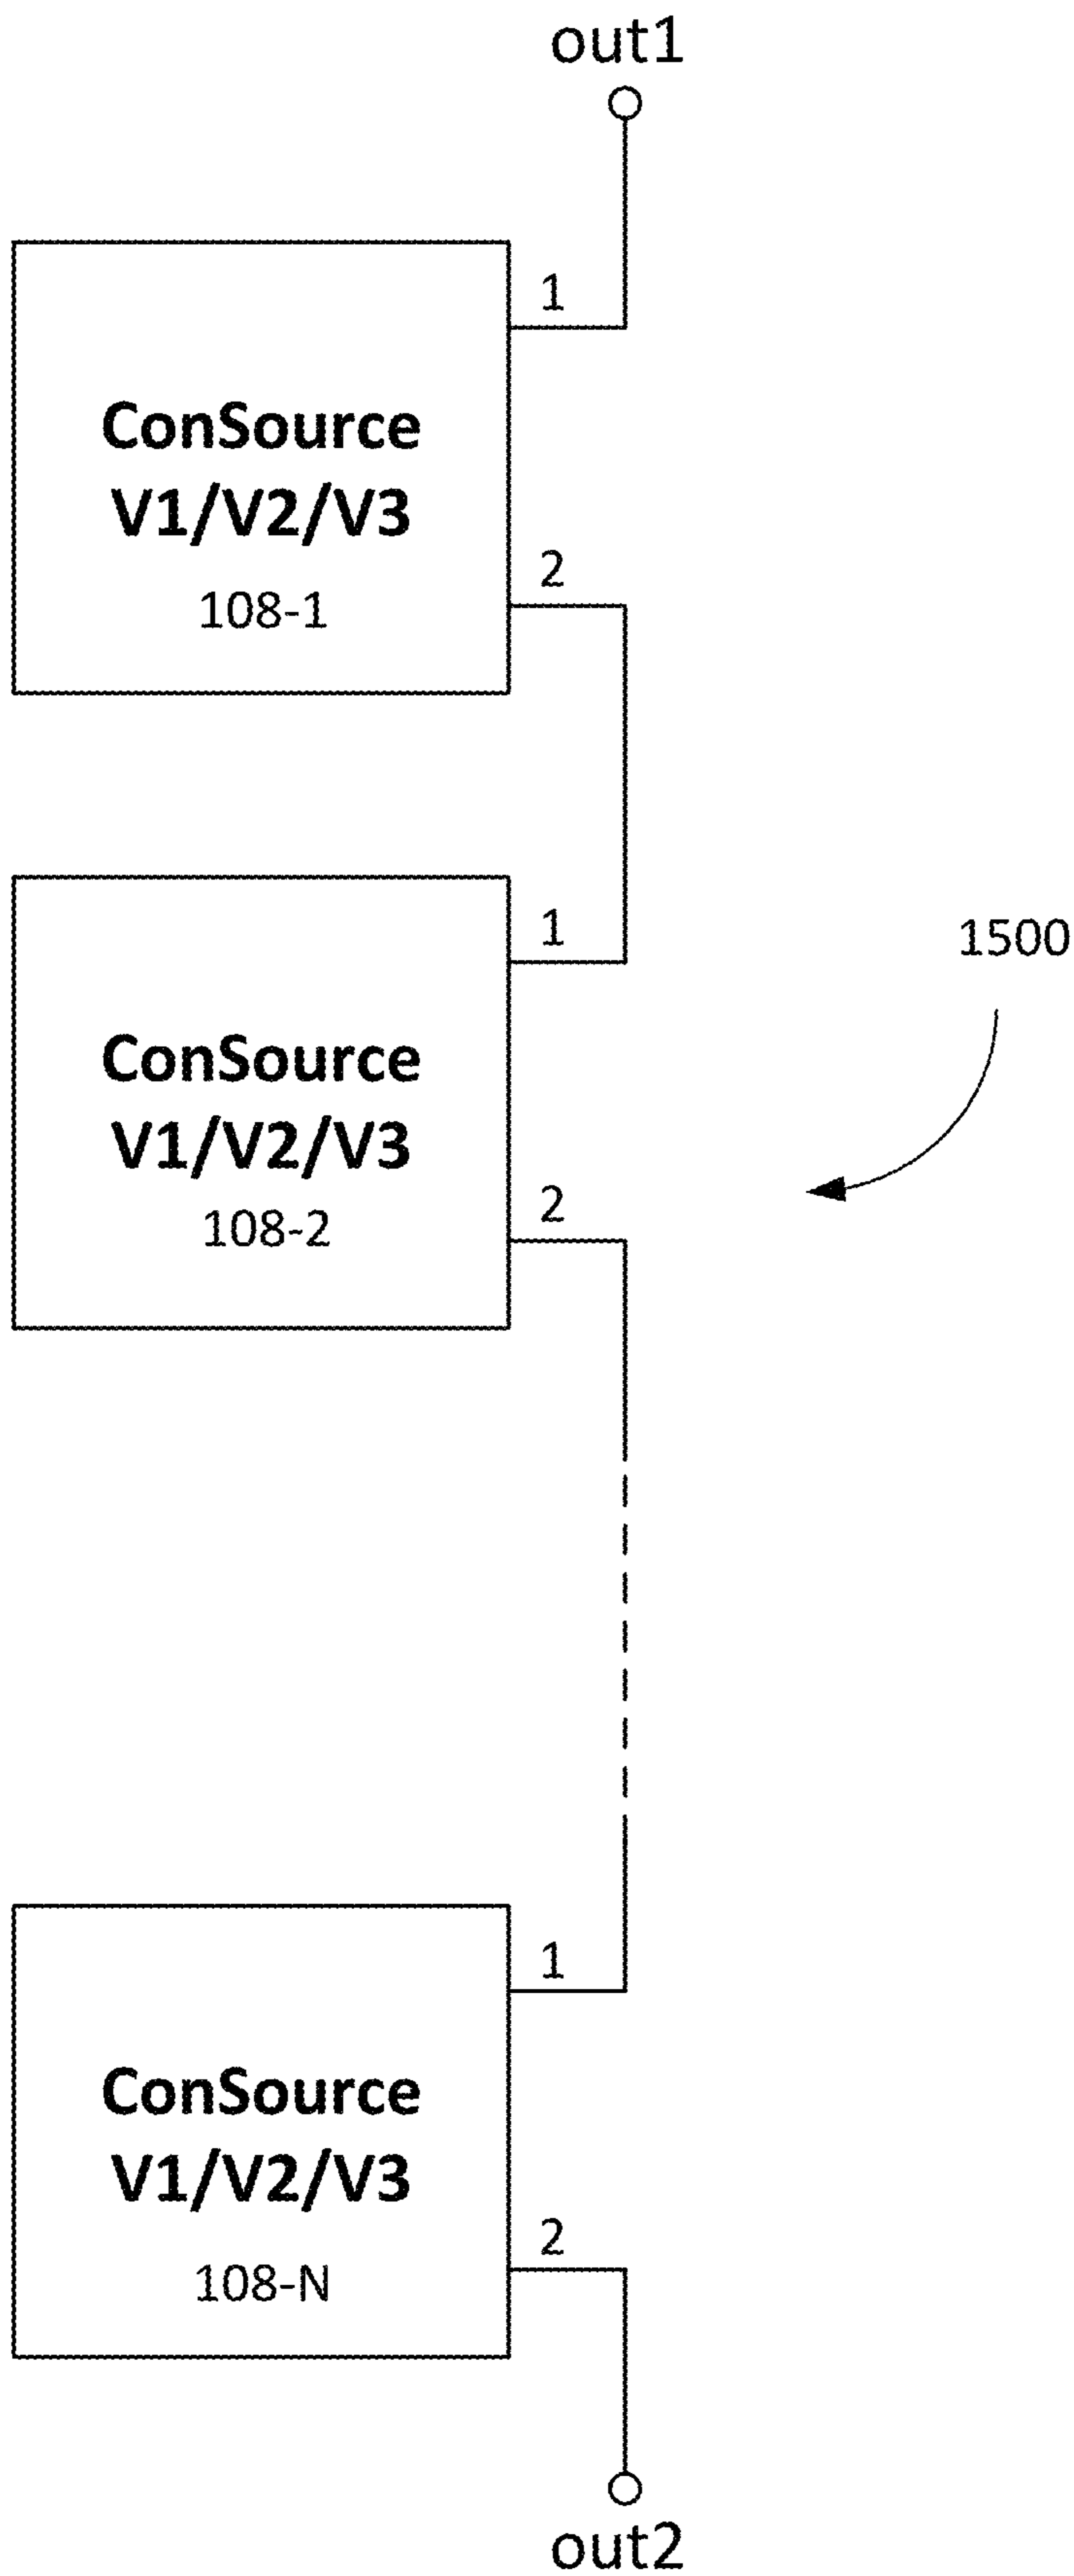 out1
1
ConSource
V1/V2/V3
2
108-1
1
1500
ConSource
V1/V2/V3
2
108-2
1
ConSource
V1/V2/V3
2
108-N
out2